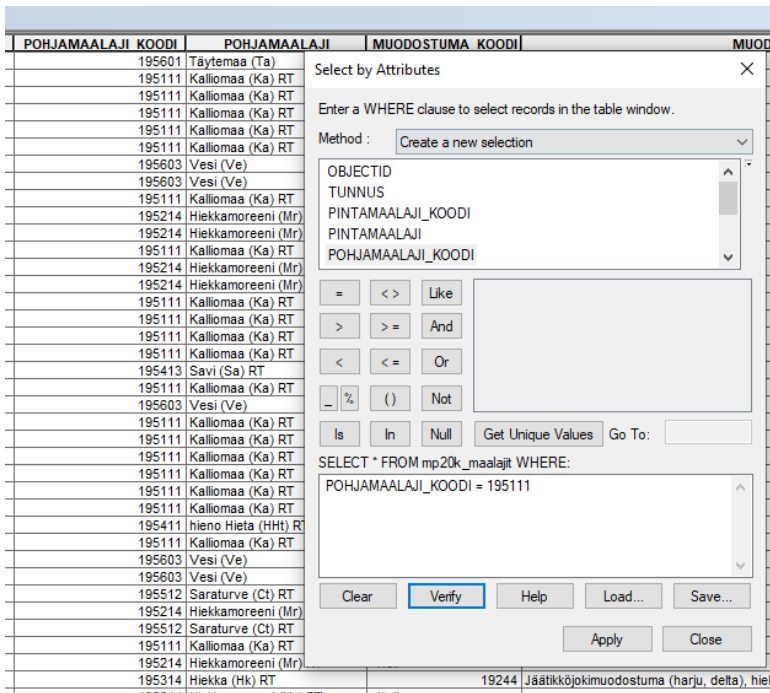 POHJAMAALAJI_KOODI POHJAMAALAJI MUODOSTUMA_KOODI
195601 Täytemaa (Ta)
195111 Kalliomaa (Ka) RT
195111 Kalliomaa (Ka) RT
195111 Kalliomaa (Ka) RT
195111 Kalliomaa (Ka) RT
195111 Kalliomaa (Ka) RT
195603 Vesi (Ve)
195603 Vesi (Ve)
195111 Kalliomaa (Ka) RT
195214 Hiekkamoreeni (Mr)
195214 Hiekkamoreeni (Mr)
195111 Kalliomaa (Ka) RT
195214 Hiekkamoreeni (Mr)
195214 Hiekkamoreeni (Mr)
195111 Kalliomaa (Ka) RT
195111 Kalliomaa (Ka) RT
195111 Kalliomaa (Ka) RT
195111 Kalliomaa (Ka) RT
195413 Savi (Sa) RT
195111 Kalliomaa (Ka) RT
195603 Vesi (Ve)
195111 Kalliomaa (Ka) RT
195111 Kalliomaa (Ka) RT
195111 Kalliomaa (Ka) RT
195111 Kalliomaa (Ka) RT
195111 Kalliomaa (Ka) RT
195111 Kalliomaa (Ka) RT
195411 hieno Hieta (HHt)
195111 Kalliomaa (Ka) RT
195603 Vesi (Ve)
195603 Vesi (Ve)
195512 Saraturve (Ct) RT
195214 Hiekkamoreeni (Mr)
195512 Saraturve (Ct) RT
195111 Kalliomaa (Ka) RT
195214 Hiekkamoreeni (Mr)
195314 Hiekka (Hk) RT 19244 Jäätikköjokimuodostuma (harju, delta),
Select by Attributes
Enter a WHERE clause to select records in the table window.
Method : Create a new selection
OBJECTID
TUNNUS
PINTAMAALAJI_KOODI
PINTAMAALAJI
POHJAMAALAJI_KOODI
= < > Like
> > = And
< < = Or
_ % ( ) Not
Is In Null Get Unique Values Go To:
SELECT * FROM mp20k_maalajit WHERE:
POHJAMAALAJI_KOODI = 195111
Clear Verify Help Load... Save...
Apply Close